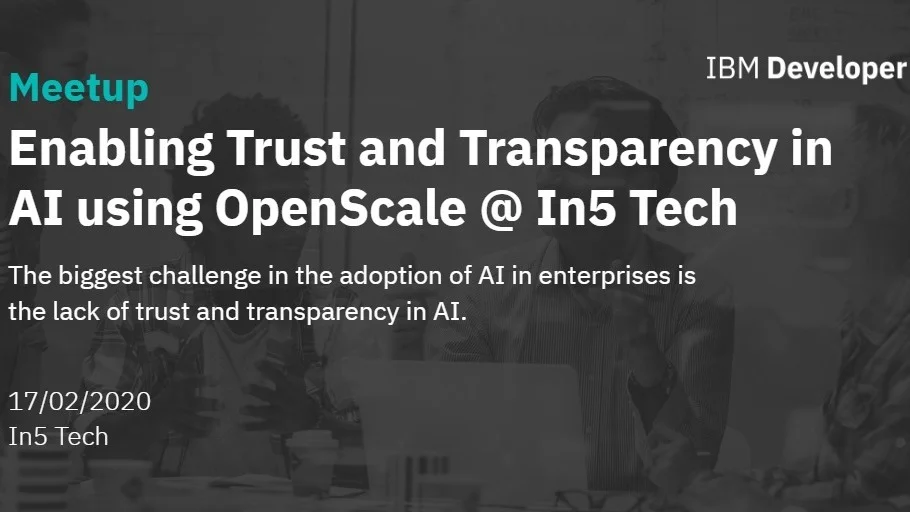 IBM Developer
Meetup
Enabling Trust and Transparency in
AI using OpenScale @ In5 Tech
The biggest challenge in the adoption of AI in enterprises is
the lack of trust and transparency in AI.
17/02/2020
In5 Tech